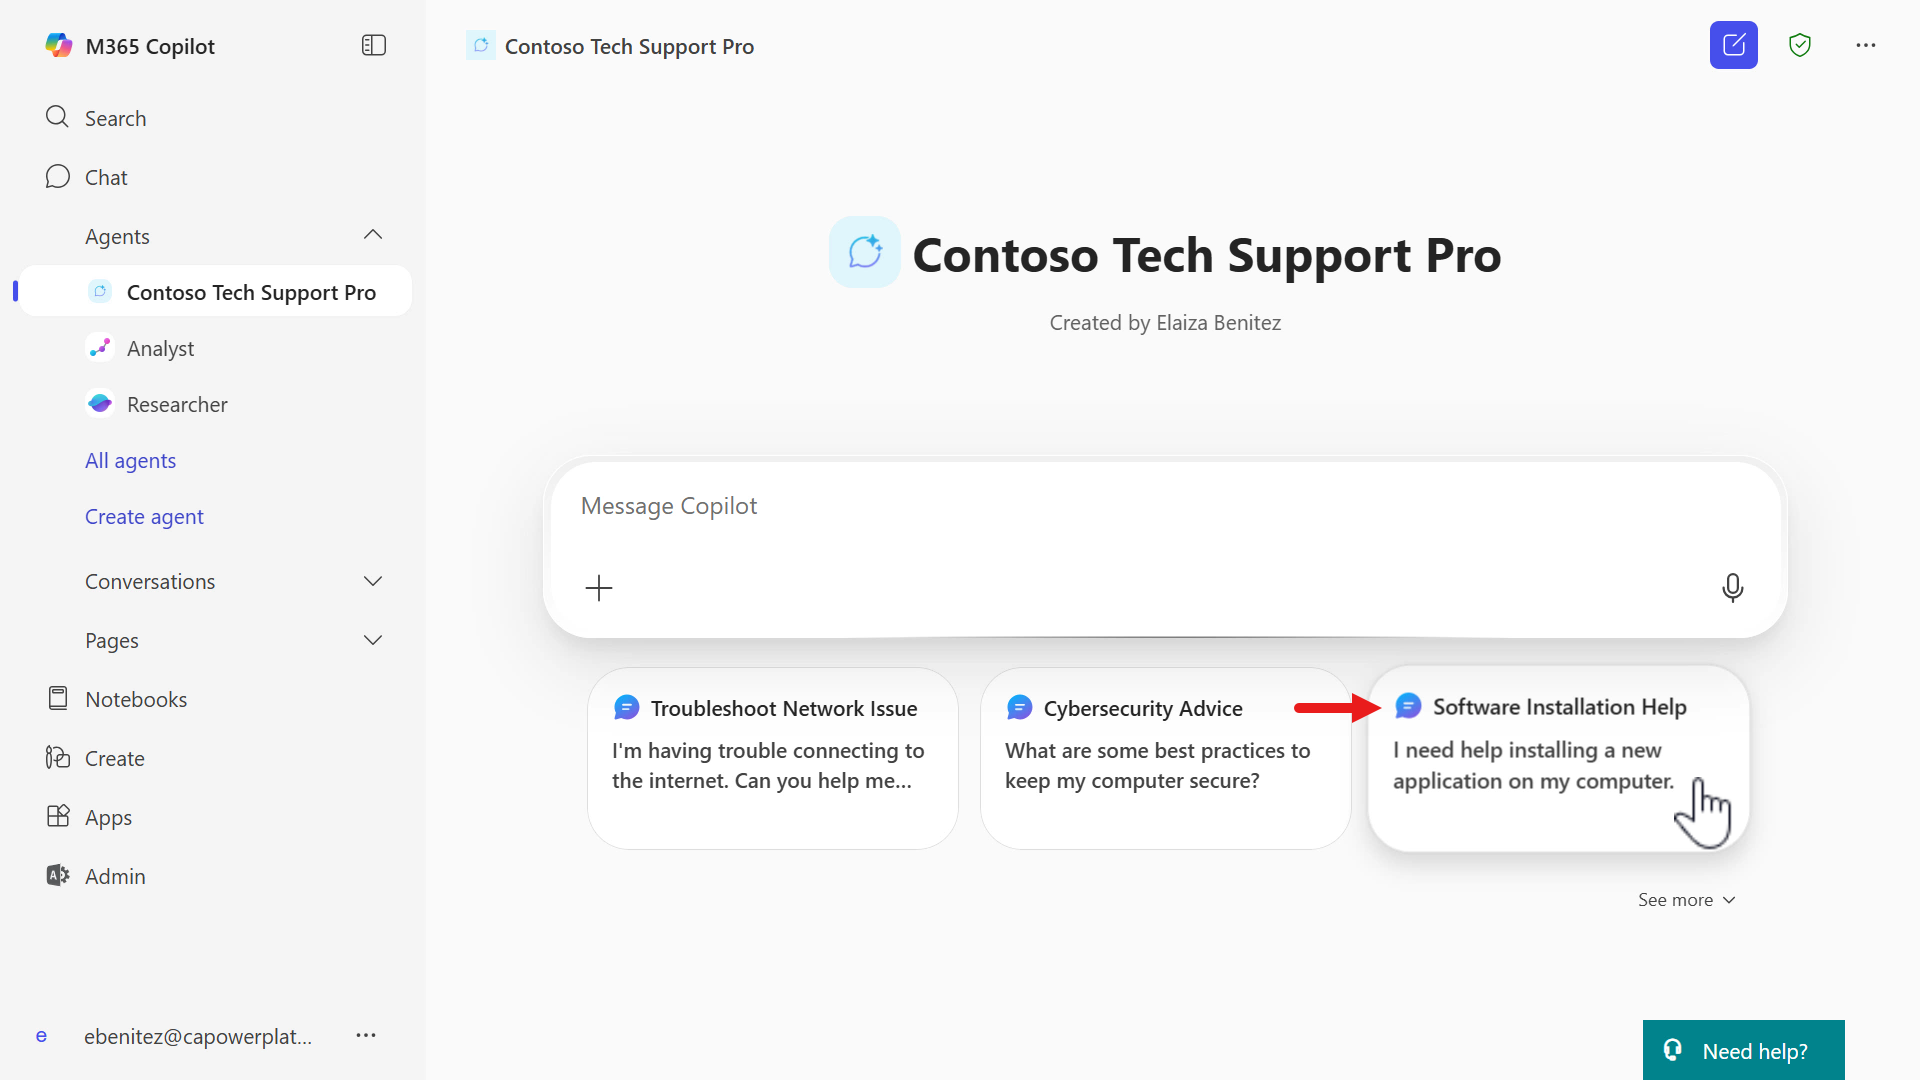 M365 Copilot
Search
Chat
Agents
Contoso Tech Support Pro
Analyst
Researcher
All agents
Create agent
Conversations
Pages
Notebooks
Create
Apps
Admin
e
ebenitez@capowerplat...
Contoso Tech Support Pro
Contoso Tech Support Pro
Created by Elaiza Benitez
Message Copilot
Troubleshoot Network Issue
I'm having trouble connecting to
the internet. Can you help me...
Cybersecurity Advice
What are some best practices to
keep my computer secure?
Software Installation Help
I need help installing a new
application on my computer.
See more
Need help?